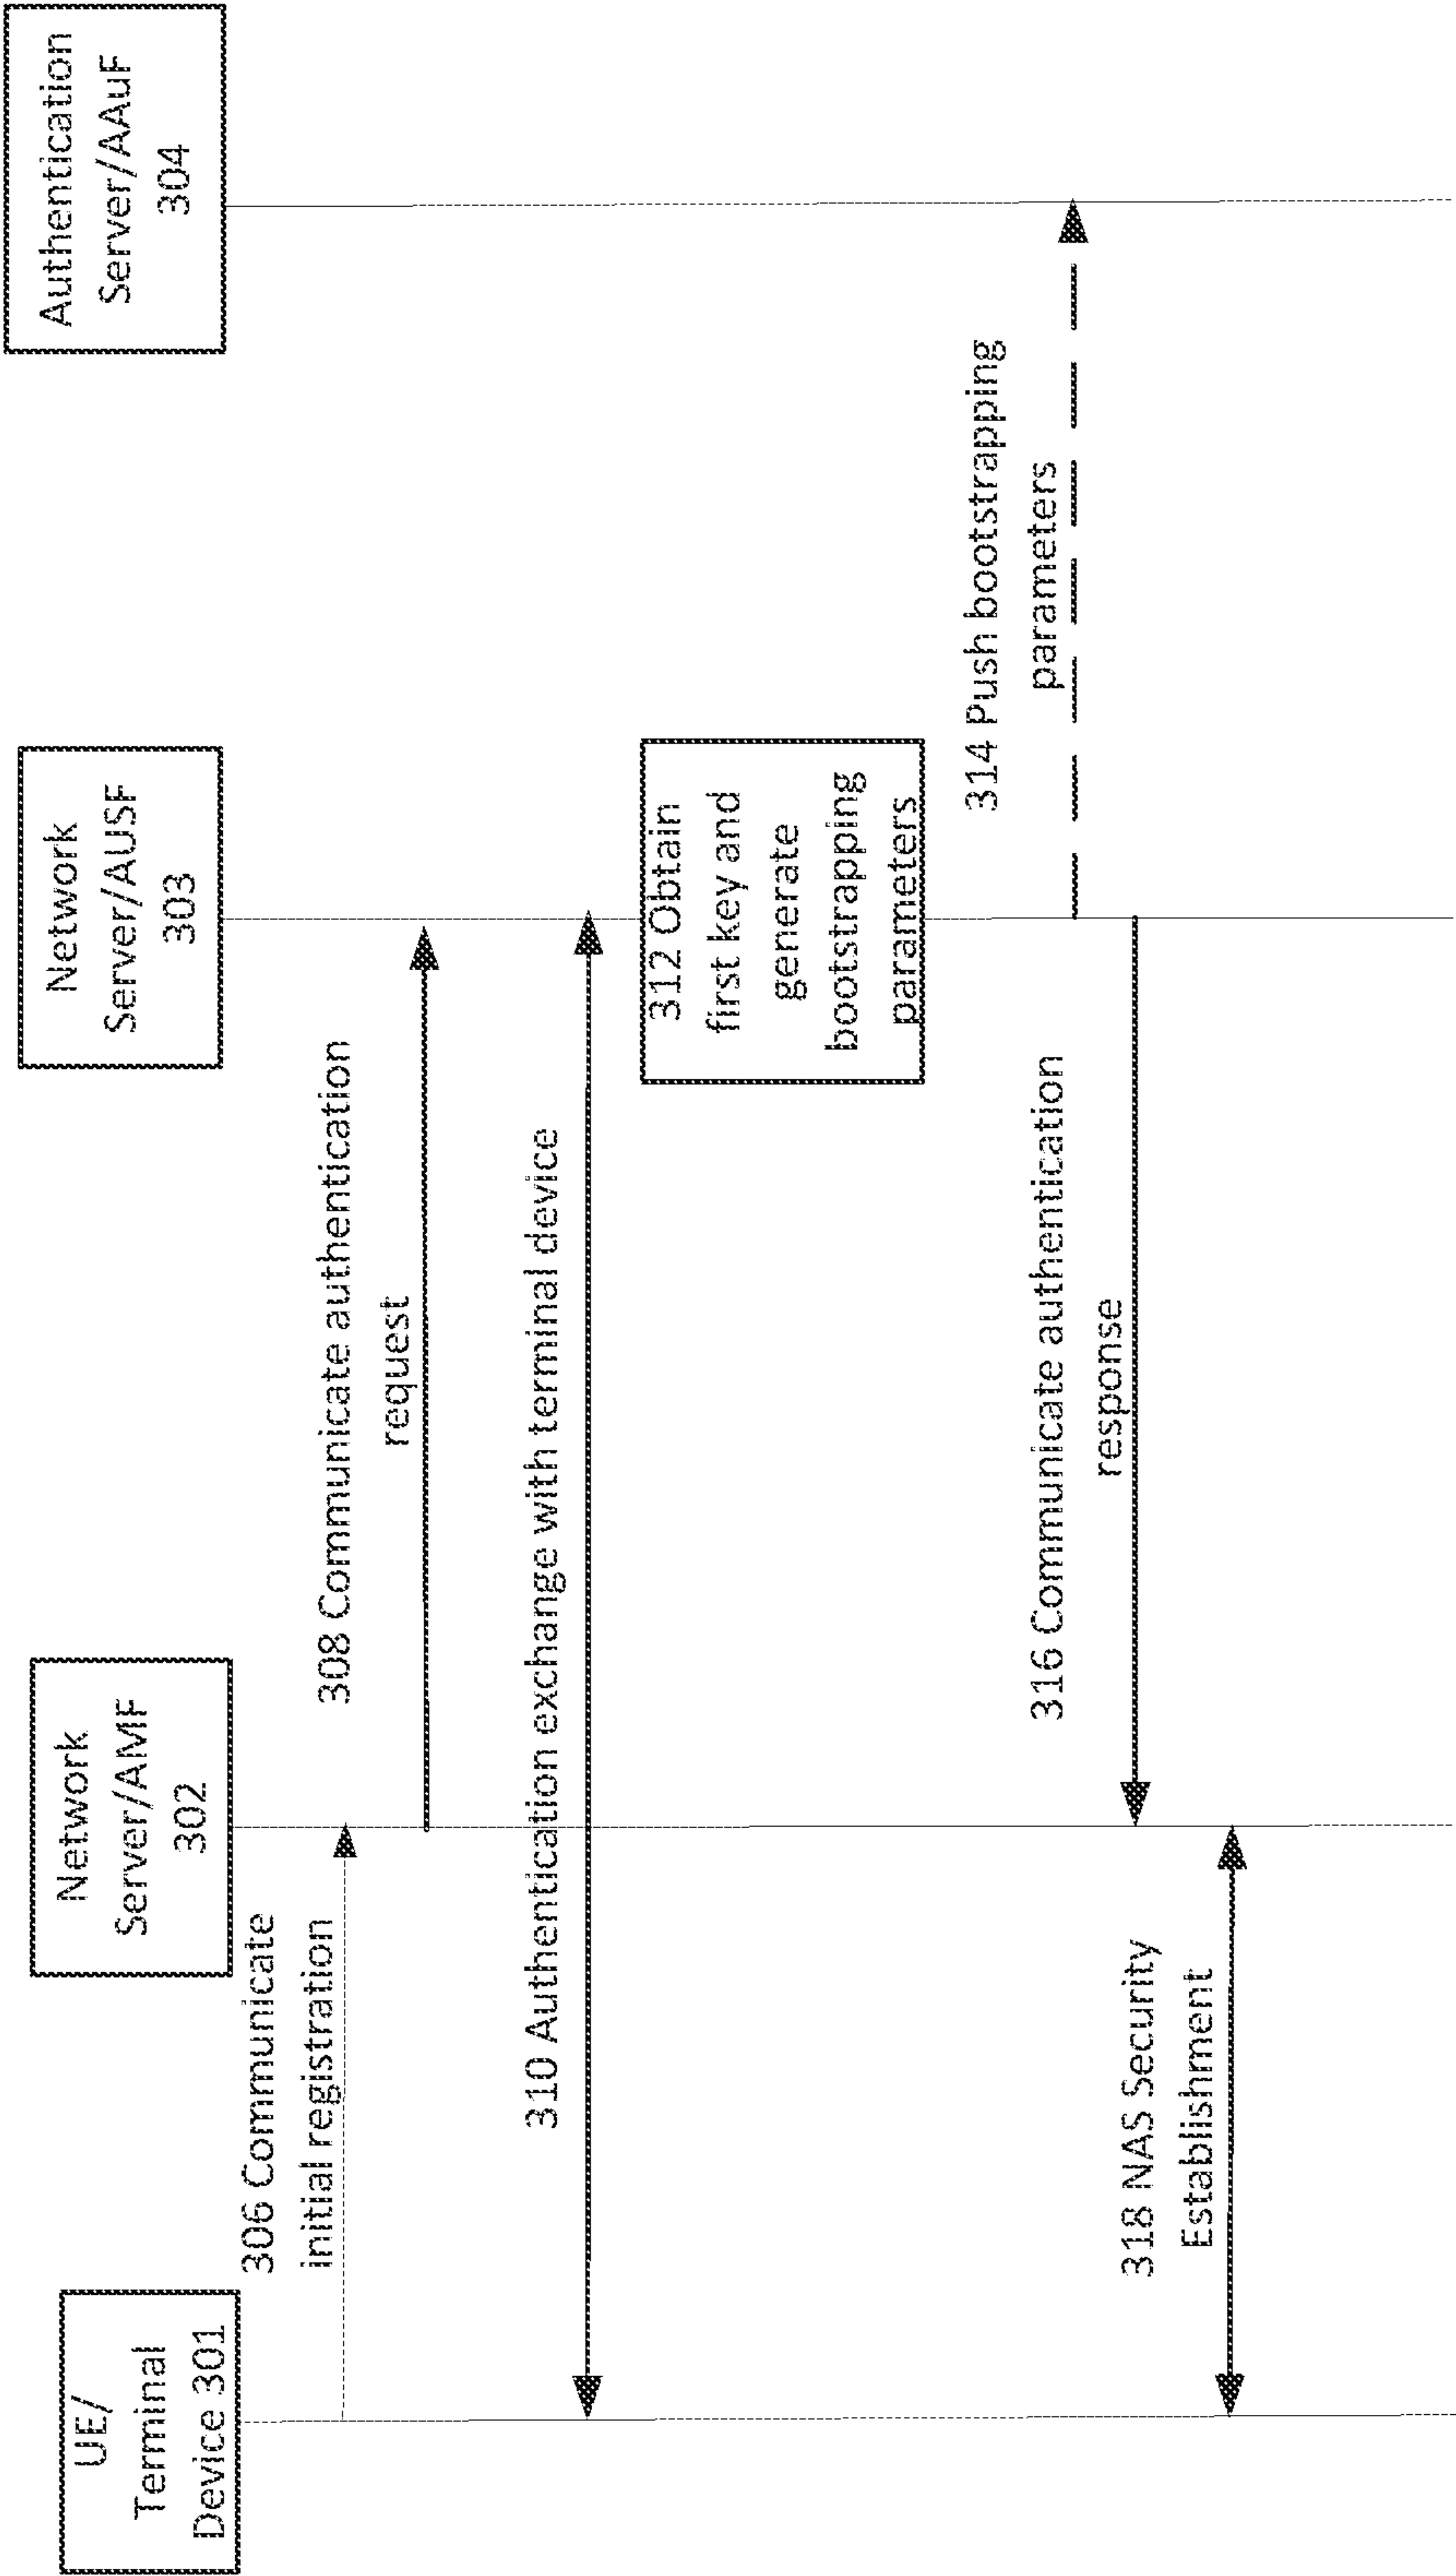 UE/
Terminal
Device 301
Network
Server/AMF
302
Network
Server/AUSF
303
Authentication
Server/AAuF
304
306 Communicate
initial registration
308 Communicate authentication
request
310 Authentication exchange with terminal device
312 Obtain
first key and
generate
bootstrapping
parameters
314 Push bootstrapping
parameters
316 Communicate authentication
response
318 NAS Security
Establishment